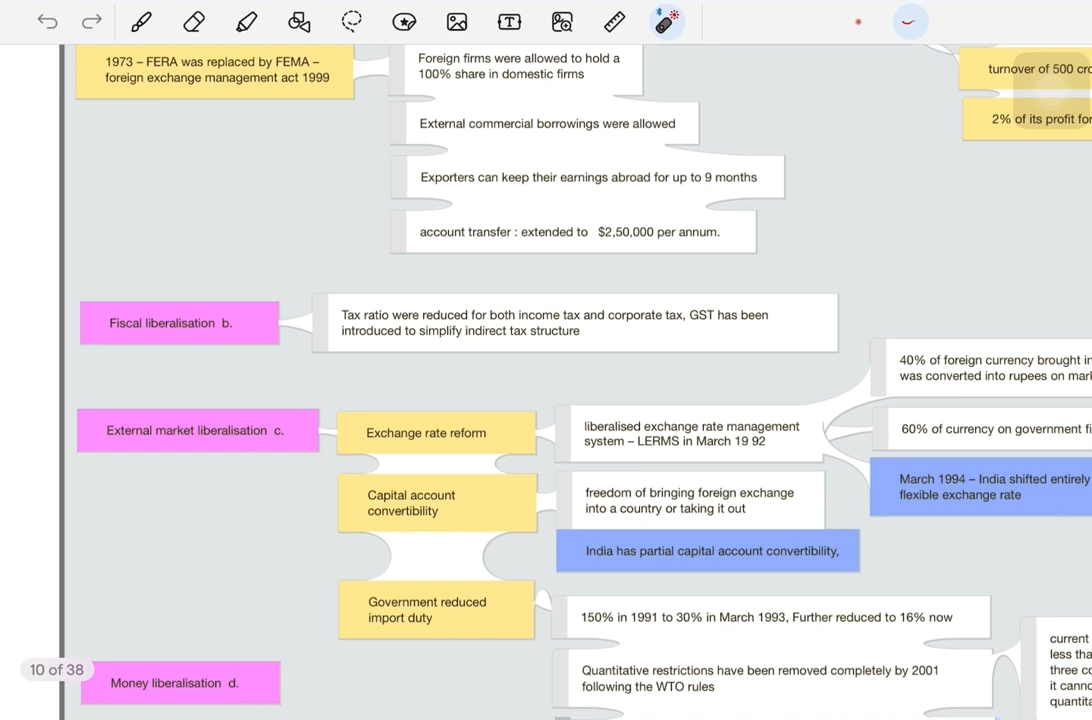 1973 – FERA was replaced by FEMA –
foreign exchange management act 1999
Foreign firms were allowed to hold a
100% share in domestic firms
External commercial borrowings were allowed
Exporters can keep their earnings abroad for up to 9 months
account transfer : extended to $2,50,000 per annum.
turnover of 500 cro
2% of its profit for
Fiscal liberalisation b.
Tax ratio were reduced for both income tax and corporate tax, GST has been
introduced to simplify indirect tax structure
External market liberalisation c.
Exchange rate reform
liberalised exchange rate management
system – LERMS in March 19 92
40% of foreign currency brought in
was converted into rupees on mar
60% of currency on government fi
March 1994 – India shifted entirely
flexible exchange rate
Capital account
convertibility
freedom of bringing foreign exchange
into a country or taking it out
India has partial capital account convertibility,
Government reduced
import duty
150% in 1991 to 30% in March 1993, Further reduced to 16% now
Quantitative restrictions have been removed completely by 2001
following the WTO rules
current
less tha
three co
it canno
quantita
10 of 38
Money liberalisation d.